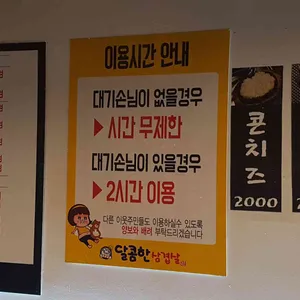 이용시간 안내
대기손님이 없을경우
▶ 시간 무제한
대기손님이 있을경우
▶ 2시간 이용
다른 이웃주민들도 이용하실수 있도록
양보와 배려 부탁드리겠습니다
달콤한삼겹살
콘치즈
2000